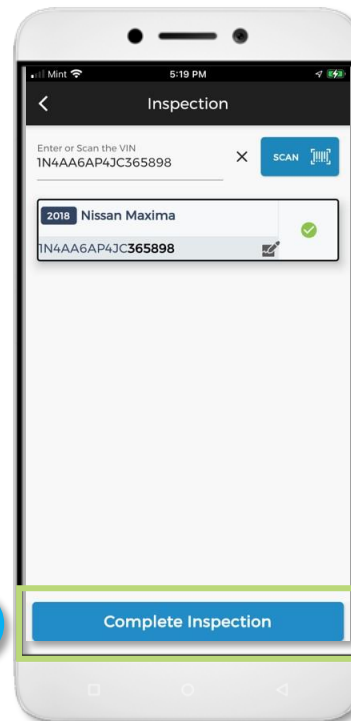 Mint 5:19 PM
Inspection
Enter or Scan the VIN
1N4AA6AP4JC365898
SCAN
2018 Nissan Maxima
1N4AA6AP4JC365898
Complete Inspection